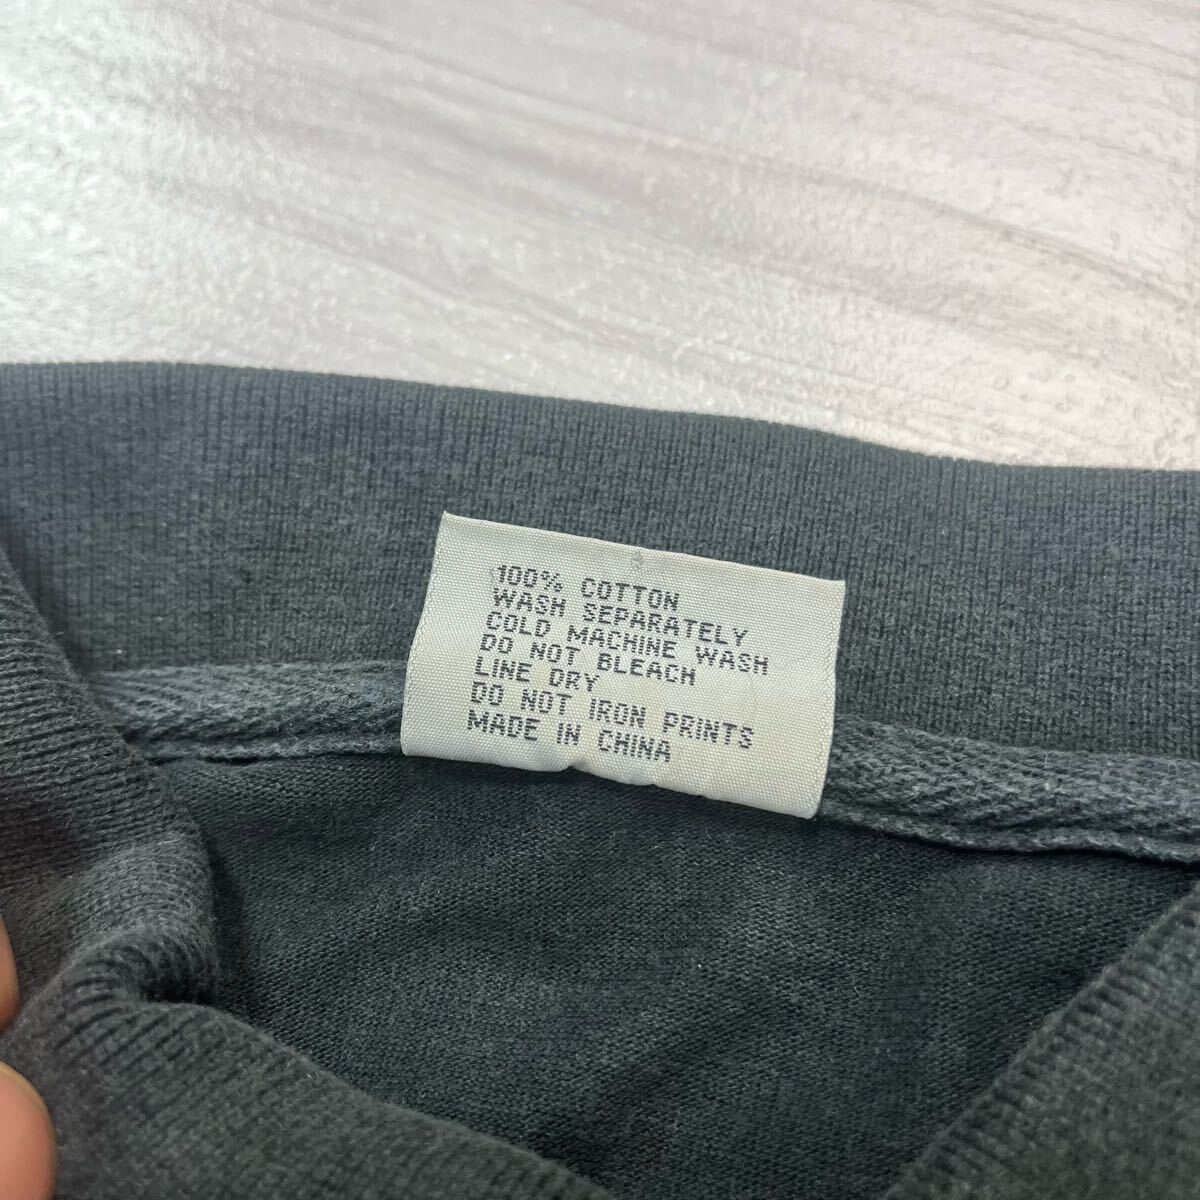 100% COTTON
WASH SEPARATELY
COLD MACHINE WASH
DO NOT BLEACH
LINE DRY
DO NOT IRON PRINTS
MADE IN CHINA